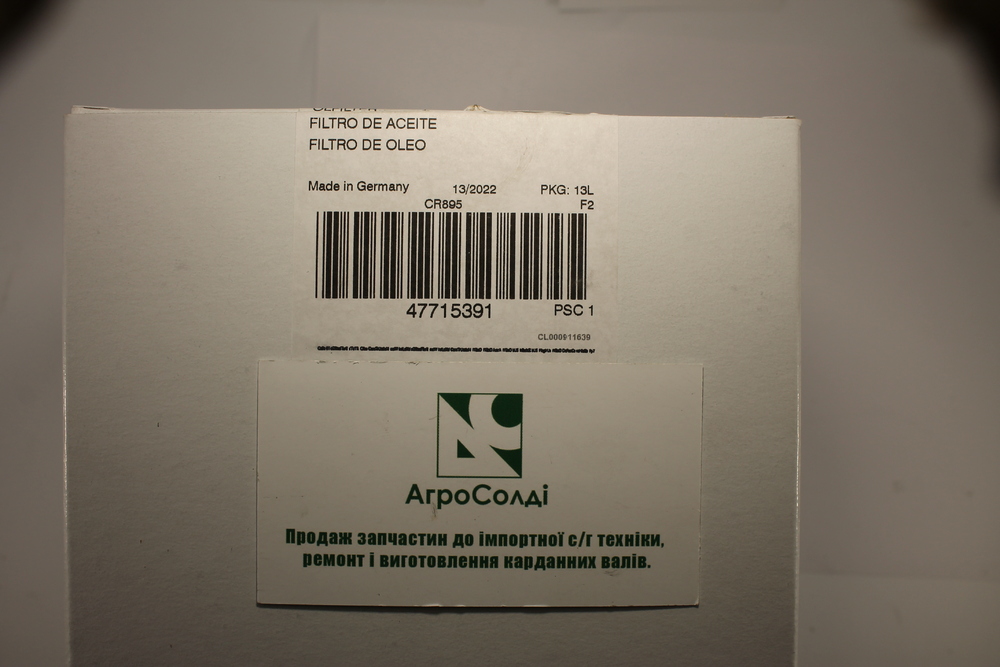 FILTRO DE ACEITE
FILTRO DE OLEO
Made in Germany 13/2022 PKG: 13L
CR895 F2
47715391 PSC 1
CL000911639
АгроСолді
Продаж запчастин до імпортної с/г техніки,
ремонт і виготовлення карданних валів.